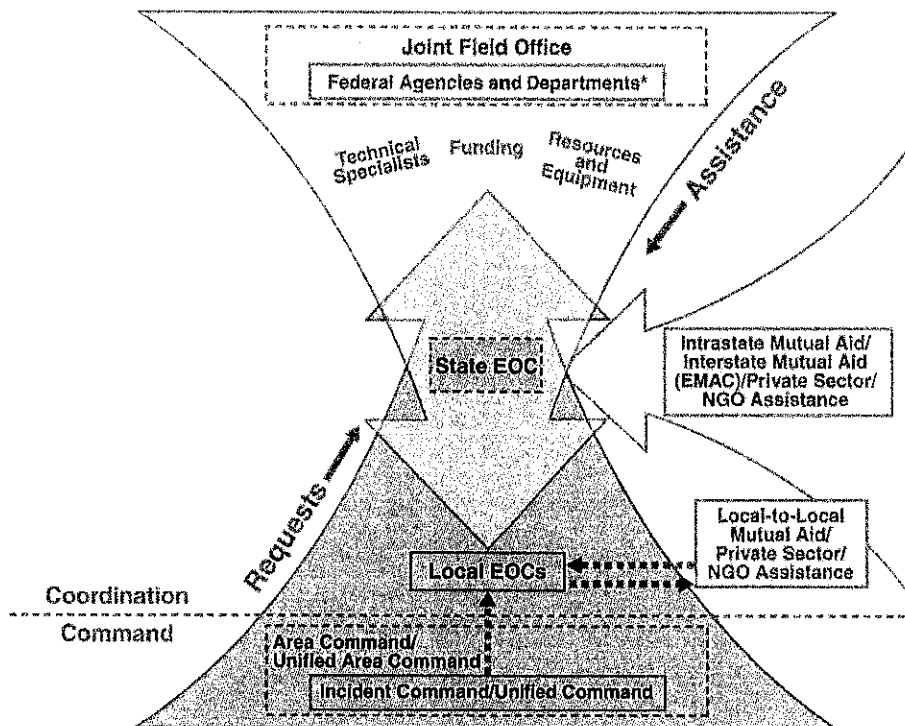 Joint Field Office
Federal Agencies and Departments*
Technical
Specialists
Funding
Resources
and
Equipment
Assistance
State EOC
Intrastate Mutual Aid/
Interstate Mutual Aid
(EMAC)/Private Sector/
NGO Assistance
Requests
Local-to-Local
Mutual Aid/
Private Sector/
NGO Assistance
Local EOCs
Coordination
Command
Area Command/
Unified Area Command
Incident Command/Unified Command